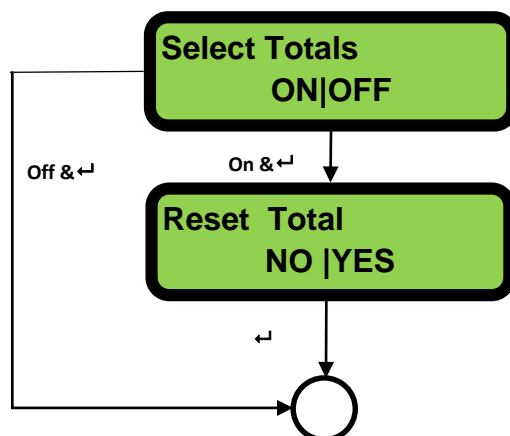 Select Totals
ON|OFF
Off & ↵
On & ↵
Reset Total
NO |YES
↵